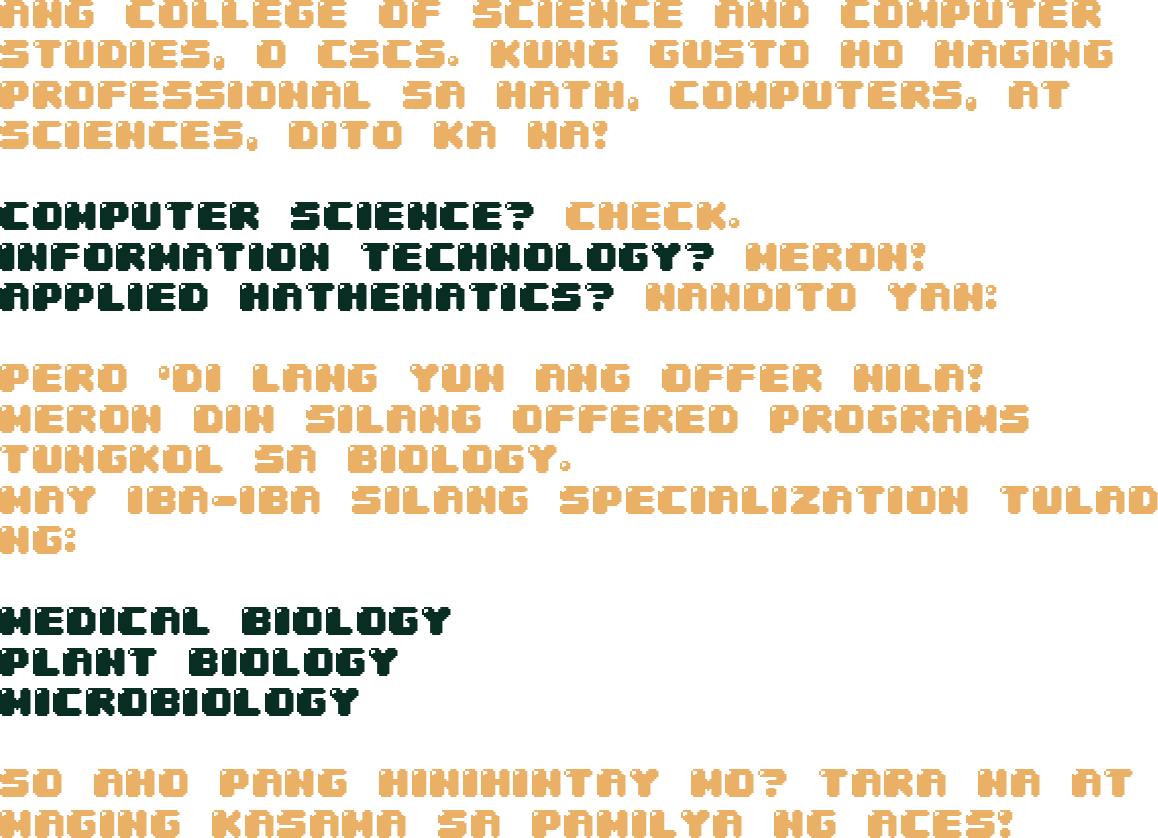 ANG COLLEGE OF SCIENCE AND COMPUTER
STUDIES, O CSCS. KUNG GUSTO MO MAGING
PROFESSIONAL SA MATH, COMPUTERS, AT
SCIENCES, DITO KA NA!
COMPUTER SCIENCE? CHECK.
INFORMATION TECHNOLOGY? MERON!
APPLIED MATHEMATICS? NANDITO YAN:
PERO 'DI LANG YUN ANG OFFER NILA!
MERON DIN SILANG OFFERED PROGRAMS
TUNGKOL SA BIOLOGY.
MAY IBA-IBA SILANG SPECIALIZATION TULAD
NG:
MEDICAL BIOLOGY
PLANT BIOLOGY
MICROBIOLOGY
SO ANO PANG HINIHINTAY MO? TARA NA AT
MAGING KASAMA SA PAMILYA NG ACES!